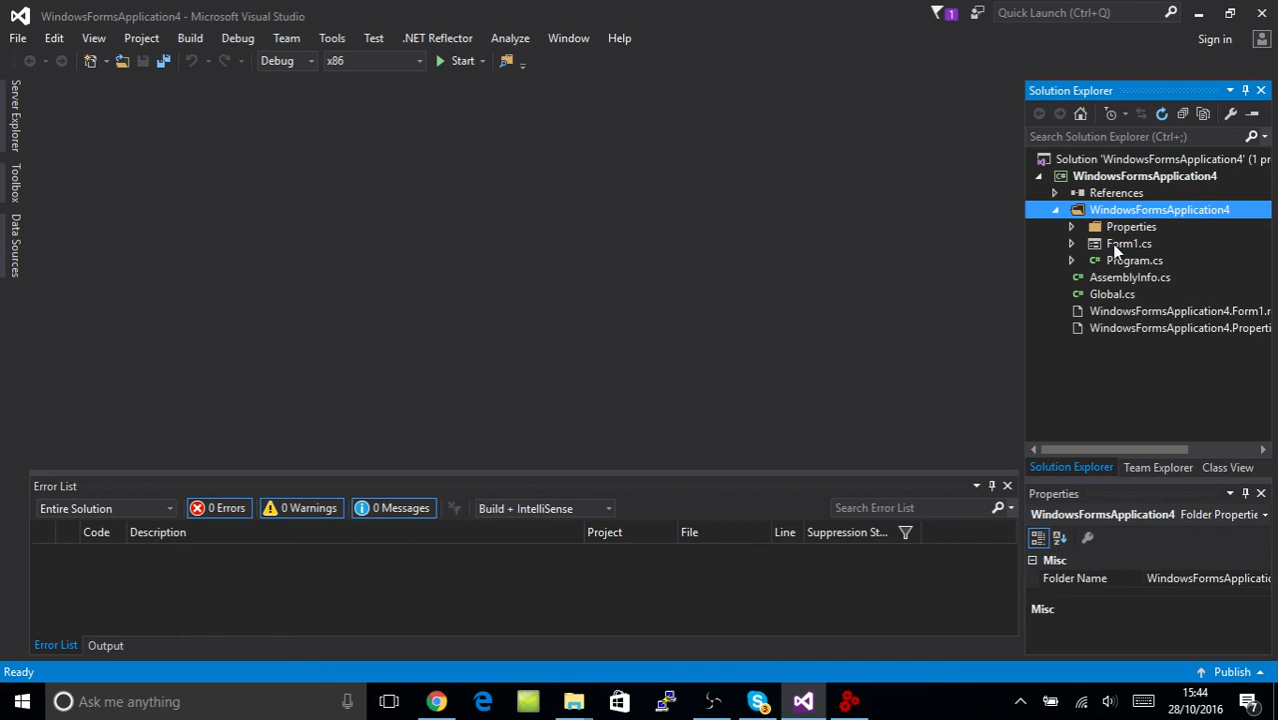 WindowsFormsApplication4 - Microsoft Visual Studio
1
Quick Launch (Ctrl+Q)
File Edit View Project Build Debug Team Tools Test .NET Reflector Analyze Window Help
Sign in
Debug x86 Start
Server Explorer
Toolbox
Data Sources
Solution Explorer
Search Solution Explorer (Ctrl+;)
Solution 'WindowsFormsApplication4' (1 pr
WindowsFormsApplication4
References
WindowsFormsApplication4
Properties
Form1.cs
Program.cs
AssemblyInfo.cs
Global.cs
WindowsFormsApplication4.Form1.r
WindowsFormsApplication4.Properti
Solution Explorer Team Explorer Class View
Error List
Entire Solution 0 Errors 0 Warnings 0 Messages Build + IntelliSense Search Error List
Code Description Project File Line Suppression St...
Error List Output
Properties
WindowsFormsApplication4 Folder Propertie
Misc
Folder Name WindowsFormsApplicatio
Misc
Ready Publish
Ask me anything
15:44
28/10/2016
7